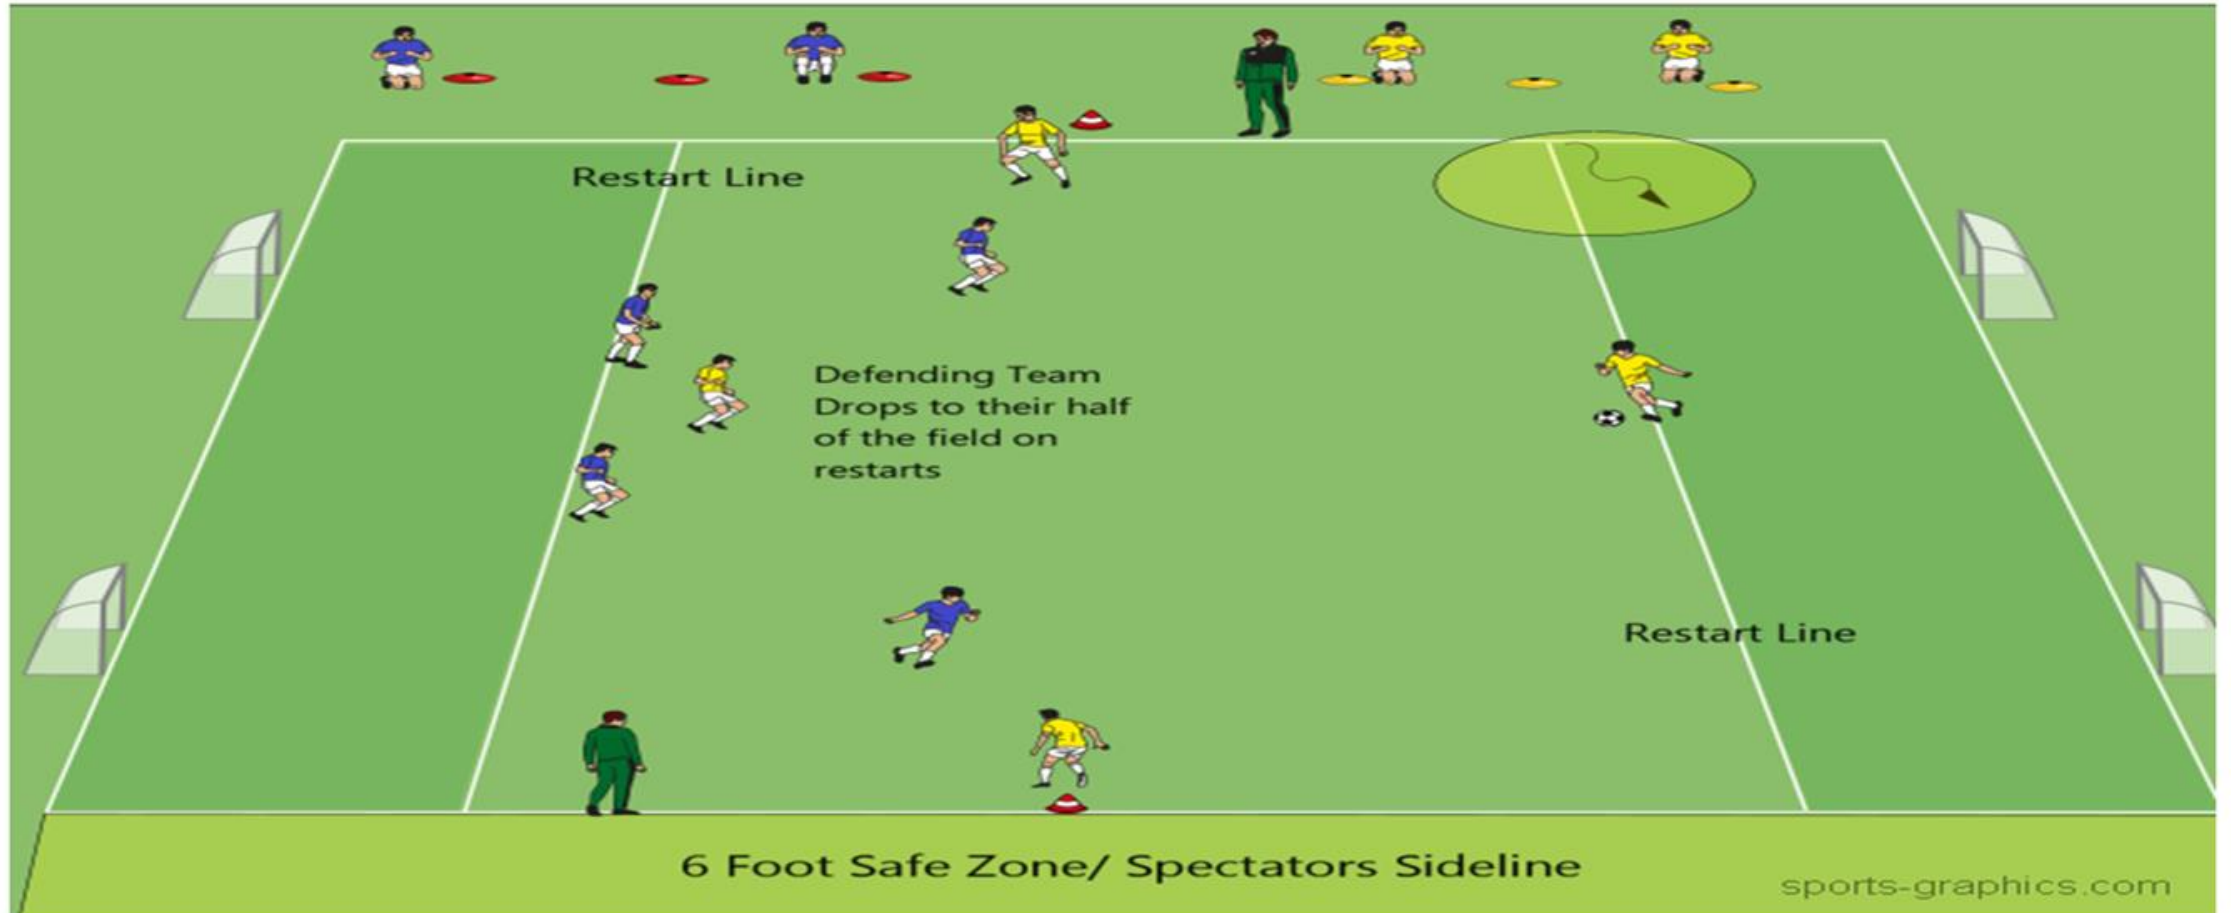 Restart Line
Defending Team
Drops to their half
of the field on
restarts
Restart Line
6 Foot Safe Zone/ Spectators Sideline
sports-graphics.com